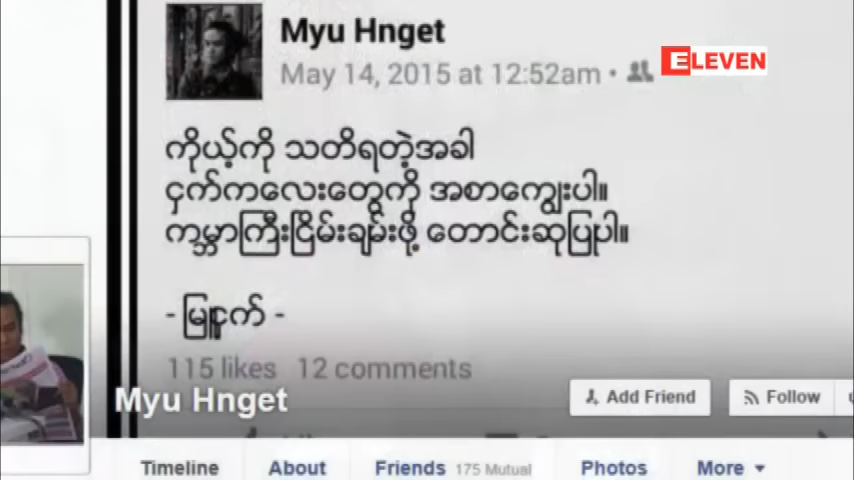 Myu Hnget
ELEVEN
May 14, 2015 at 12:52am
ကိုယ့်ကို သတိရတဲ့အခါ
ငှက်ကလေးတွေကို အစာကျွေးပါ။
ကမ္ဘာကြီးငြိမ်းချမ်းဖို့ တောင်းဆုပြုပါ။
- မြူငှက် -
115 likes 12 comments
Myu Hnget
Add Friend
Follow
Timeline
About
Friends 175 Mutual
Photos
More